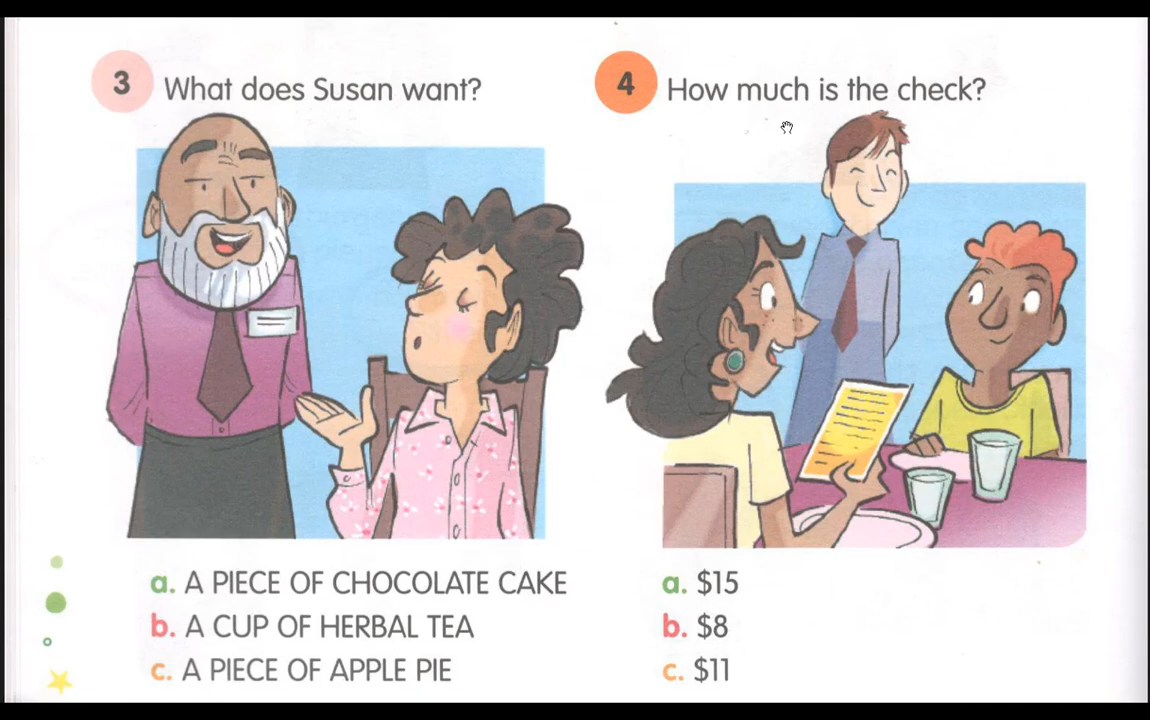 3 What does Susan want?
a. A PIECE OF CHOCOLATE CAKE
b. A CUP OF HERBAL TEA
c. A PIECE OF APPLE PIE
4 How much is the check?
a. $15
b. $8
c. $11